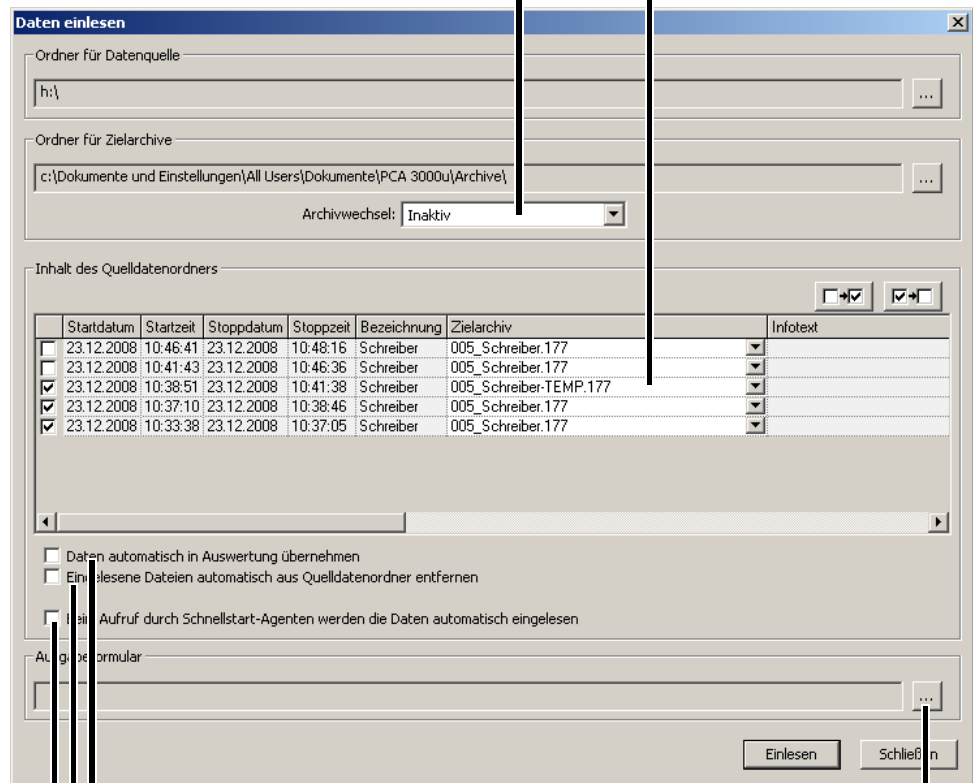 Daten einlesen
Ordner für Datenquelle
h:\
...
Ordner für Zielarchive
c:\Dokumente und Einstellungen\All Users\Dokumente\PCA 3000u\Archive\
...
Archivwechsel: Inaktiv
Inhalt des Quelldatenordners
Startdatum Startzeit Stoppdatum Stoppzeit Bezeichnung Zielarchiv Infotext
23.12.2008 10:46:41 23.12.2008 10:48:16 Schreiber 005_Schreiber.177
23.12.2008 10:41:43 23.12.2008 10:46:36 Schreiber 005_Schreiber.177
23.12.2008 10:38:51 23.12.2008 10:41:38 Schreiber 005_Schreiber-TEMP.177
23.12.2008 10:37:10 23.12.2008 10:38:46 Schreiber 005_Schreiber.177
23.12.2008 10:33:38 23.12.2008 10:37:05 Schreiber 005_Schreiber.177
Daten automatisch in Auswertung übernehmen
Eingelesene Dateien automatisch aus Quelldatenordner entfernen
Beim Aufruf durch Schnellstart-Agenten werden die Daten automatisch eingelesen
Ausgabeformular
...
Einlesen Schließen